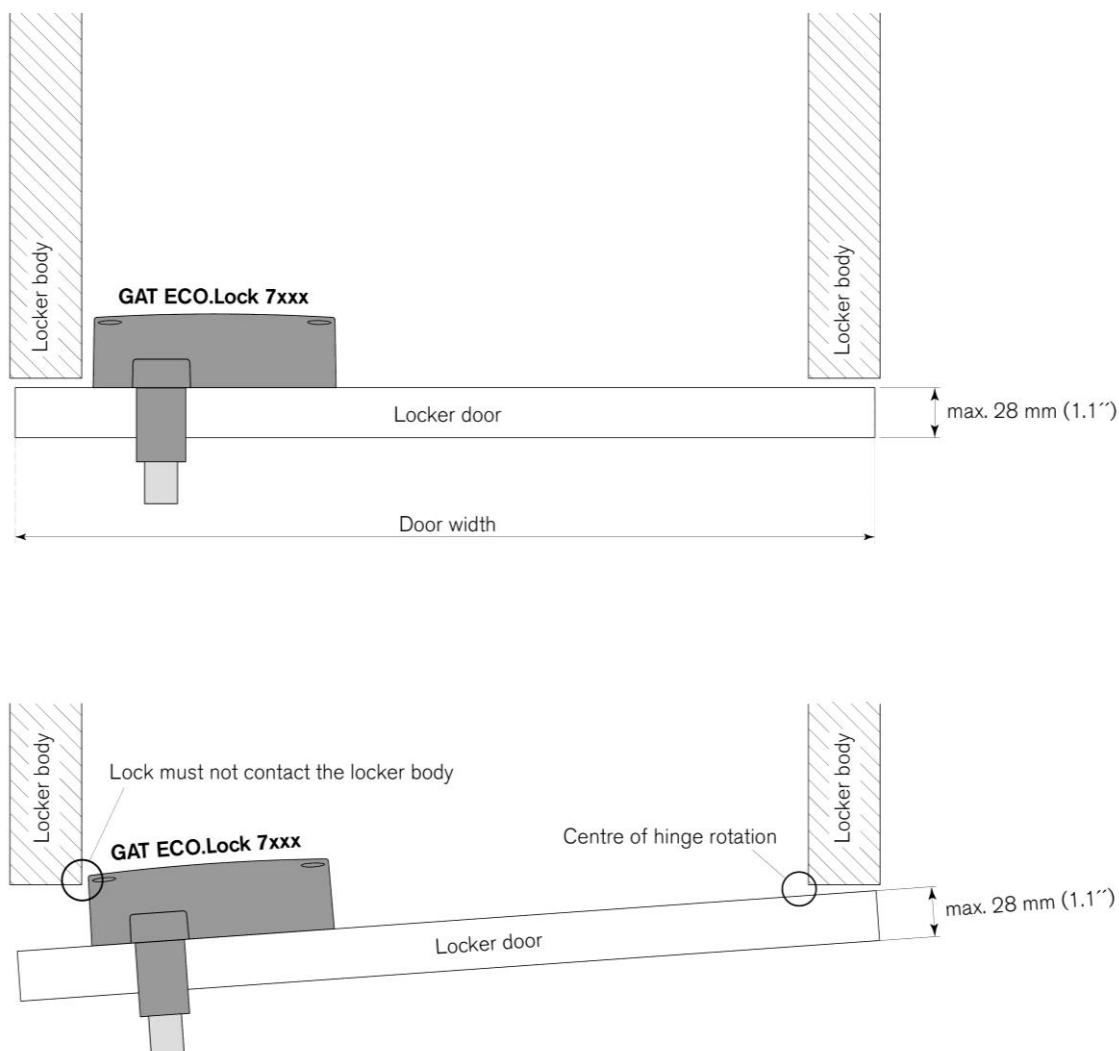 Locker body
Locker body
GAT ECO.Lock 7xxx
Locker door
max. 28 mm (1.1´´)
Door width
Locker body
Locker body
Lock must not contact the locker body
GAT ECO.Lock 7xxx
Centre of hinge rotation
max. 28 mm (1.1´´)
Locker door